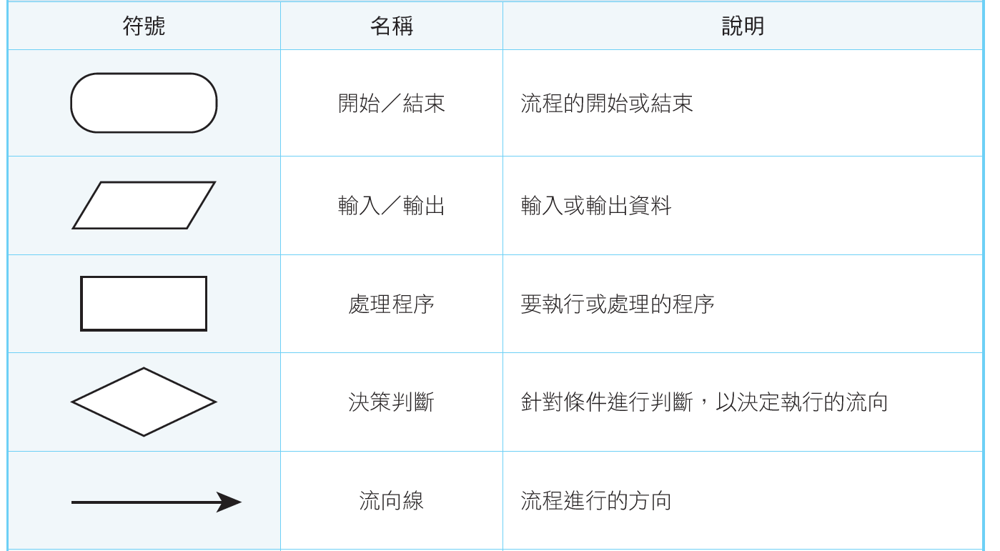 符號 名稱 說明
開始／結束 流程的開始或結束
輸入／輸出 輸入或輸出資料
處理程序 要執行或處理的程序
決策判斷 針對條件進行判斷，以決定執行的流向
流向線 流程進行的方向